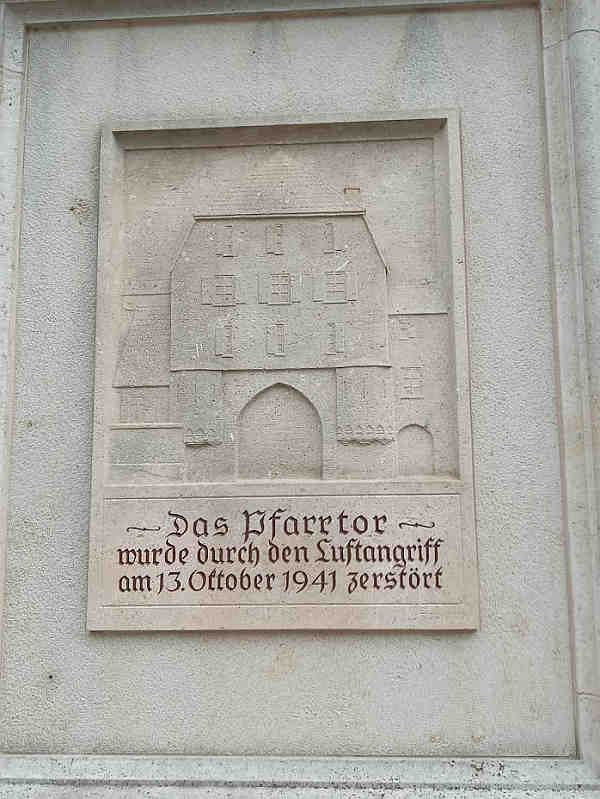 ~ Das Pfarrtor ~
wurde durch den Luftangriff
am 13. Oktober 1941 zerstört